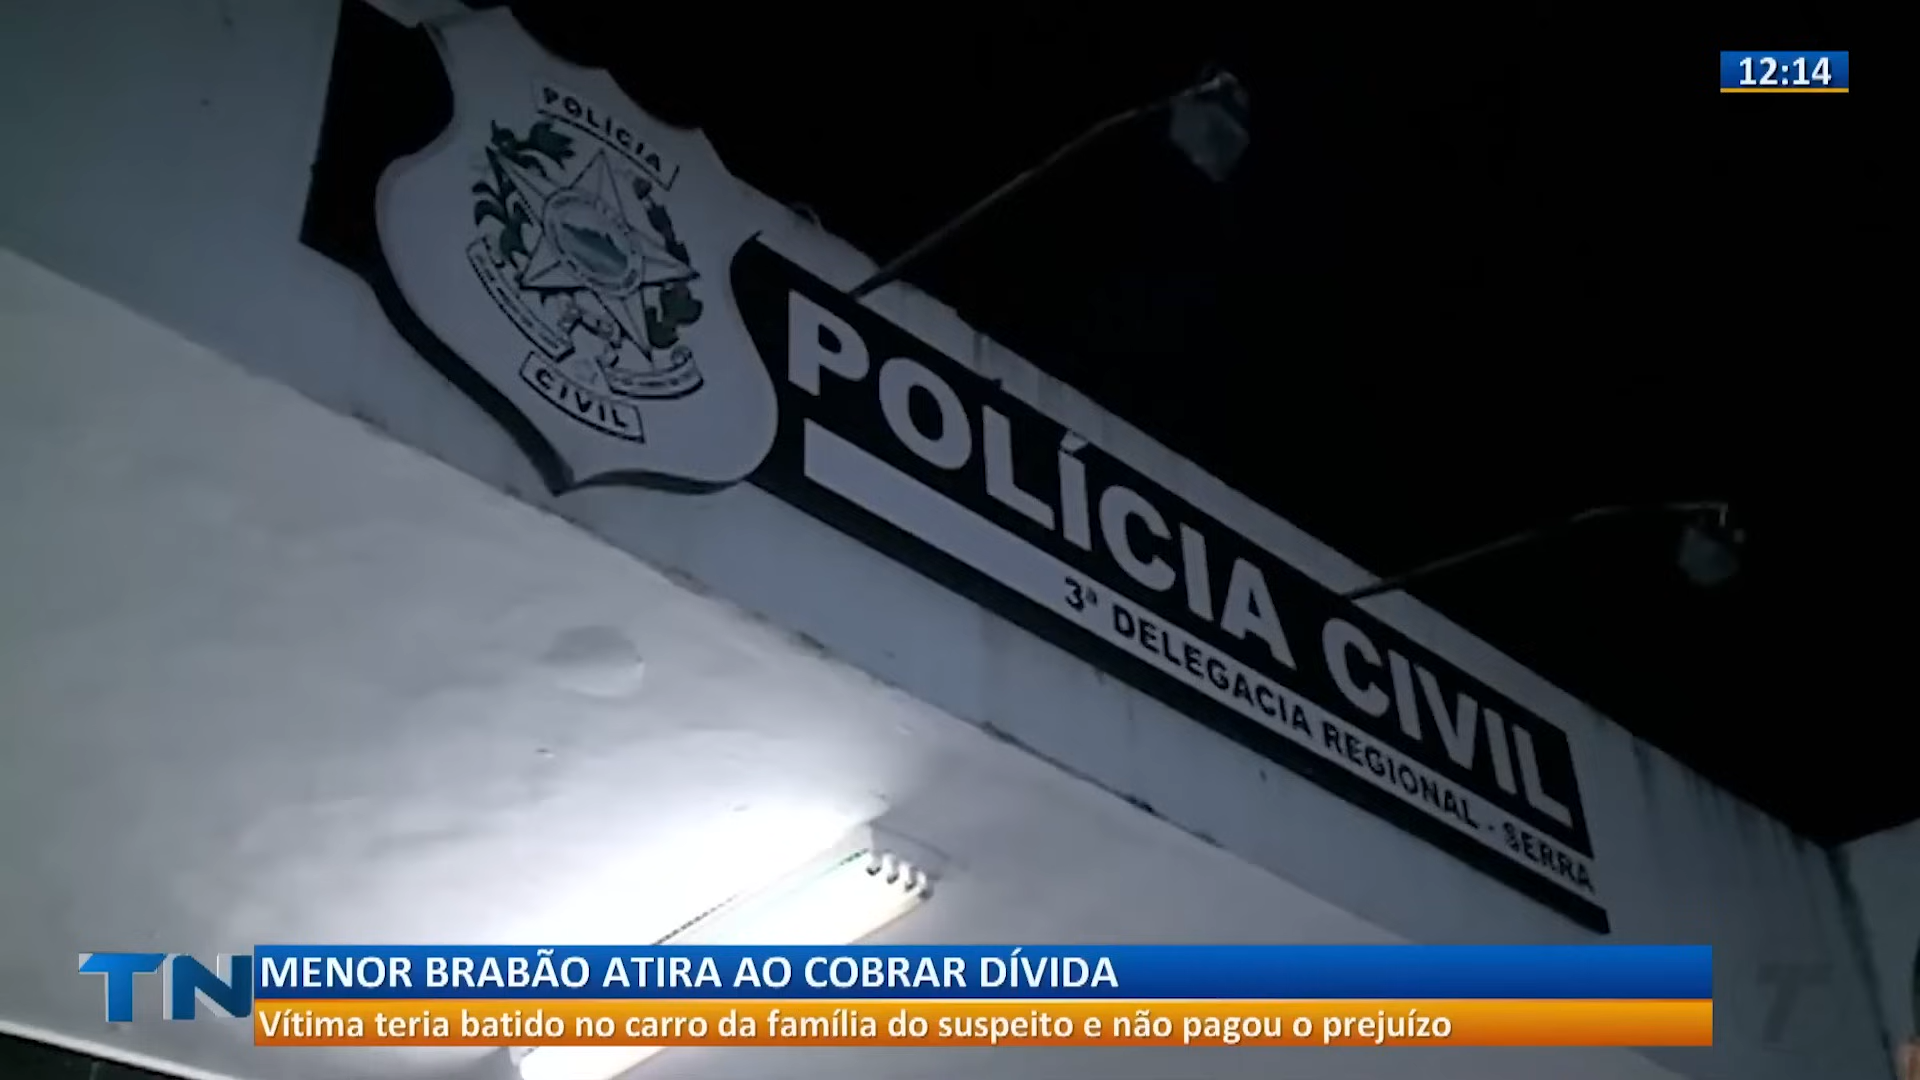 12:14
POLÍCIA
CIVIL
POLÍCIA CIVIL
3ª DELEGACIA REGIONAL - SERRA
TN
MENOR BRABÃO ATIRA AO COBRAR DÍVIDA
Vítima teria batido no carro da família do suspeito e não pagou o prejuízo